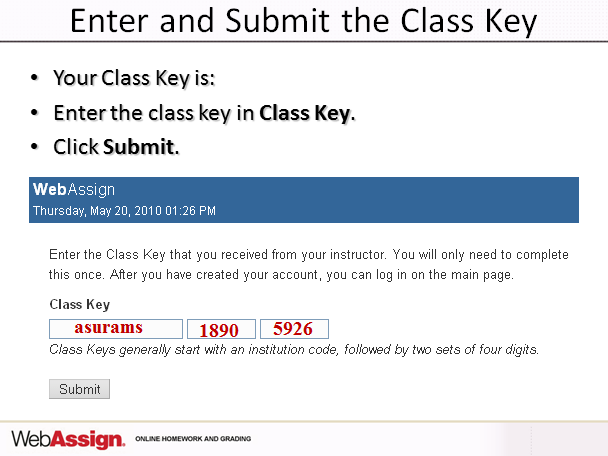 Enter and Submit the Class Key
• Your Class Key is:
• Enter the class key in Class Key.
• Click Submit.
WebAssign
Thursday, May 20, 2010 01:26 PM
Enter the Class Key that you received from your instructor. You will only need to complete
this once. After you have created your account, you can log in on the main page.
Class Key
asurams 1890 5926
Class Keys generally start with an institution code, followed by two sets of four digits.
Submit
WebAssign. ONLINE HOMEWORK AND GRADING